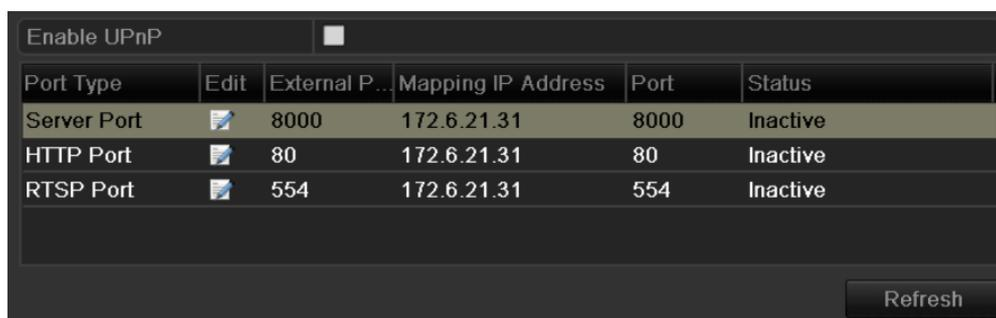 Enable UPnP
Port Type Edit External P... Mapping IP Address Port Status
Server Port 8000 172.6.21.31 8000 Inactive
HTTP Port 80 172.6.21.31 80 Inactive
RTSP Port 554 172.6.21.31 554 Inactive
Refresh